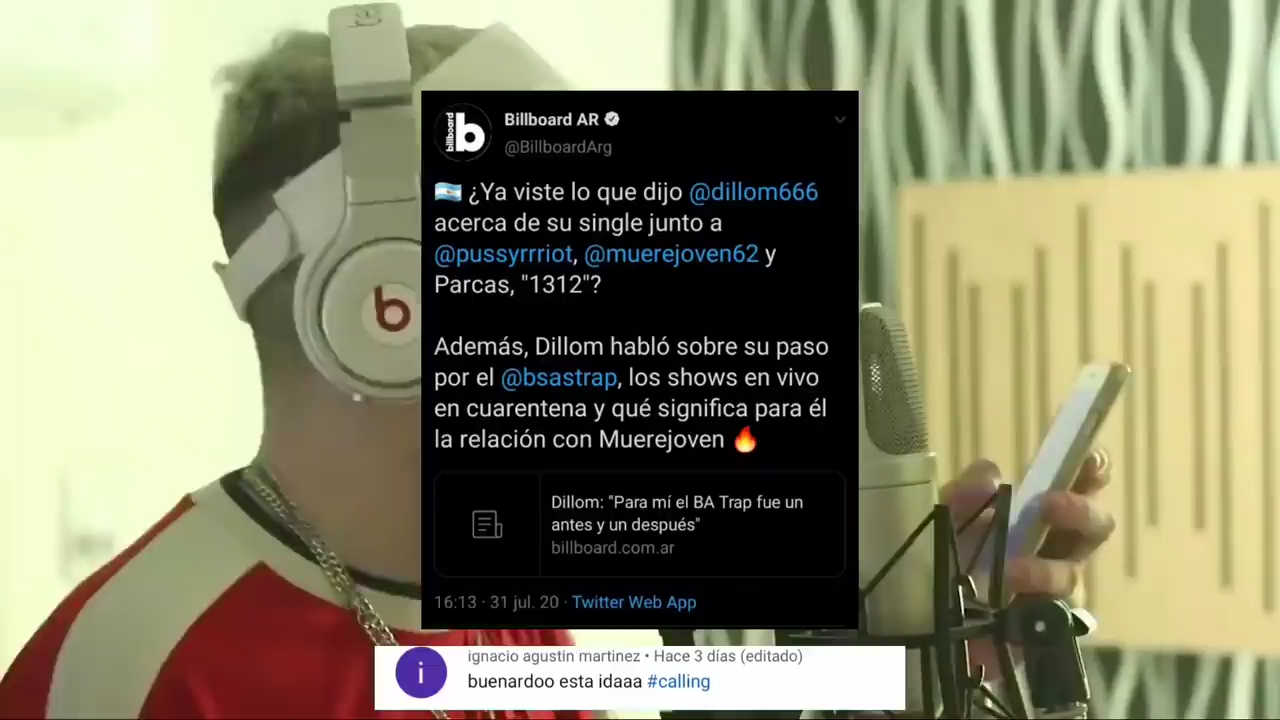 billboard b
Billboard AR
@BillboardArg
🇦🇷 ¿Ya viste lo que dijo @dillom666
acerca de su single junto a
@pussyrrriot, @muerejoven62 y
Parcas, "1312"?
Además, Dillom habló sobre su paso
por el @bsastrap, los shows en vivo
en cuarentena y qué significa para él
la relación con Muerejoven 🔥
Dillom: "Para mí el BA Trap fue un
antes y un después"
billboard.com.ar
16:13 · 31 jul. 20 · Twitter Web App
b
i
ignacio agustin martinez • Hace 3 días (editado)
buenardoo esta idaaa #calling